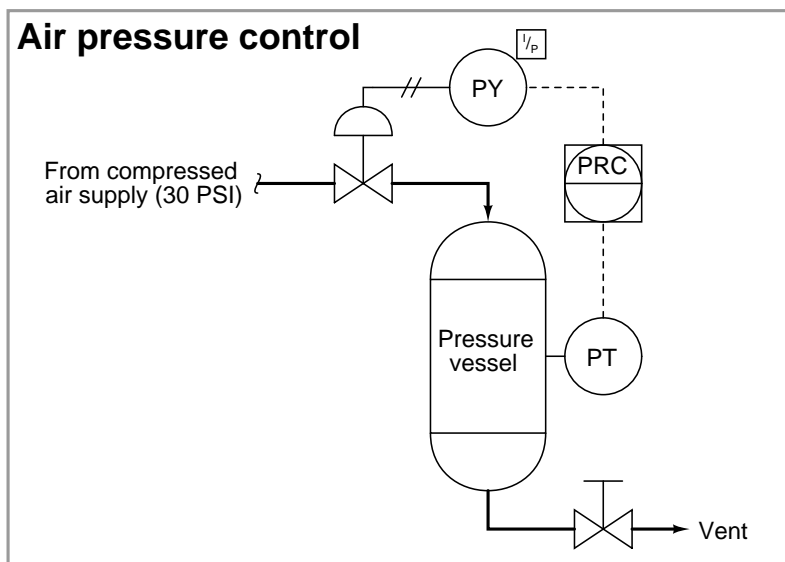 Air pressure control
I/P
PY
PRC
From compressed
air supply (30 PSI)
Pressure
vessel
PT
Vent